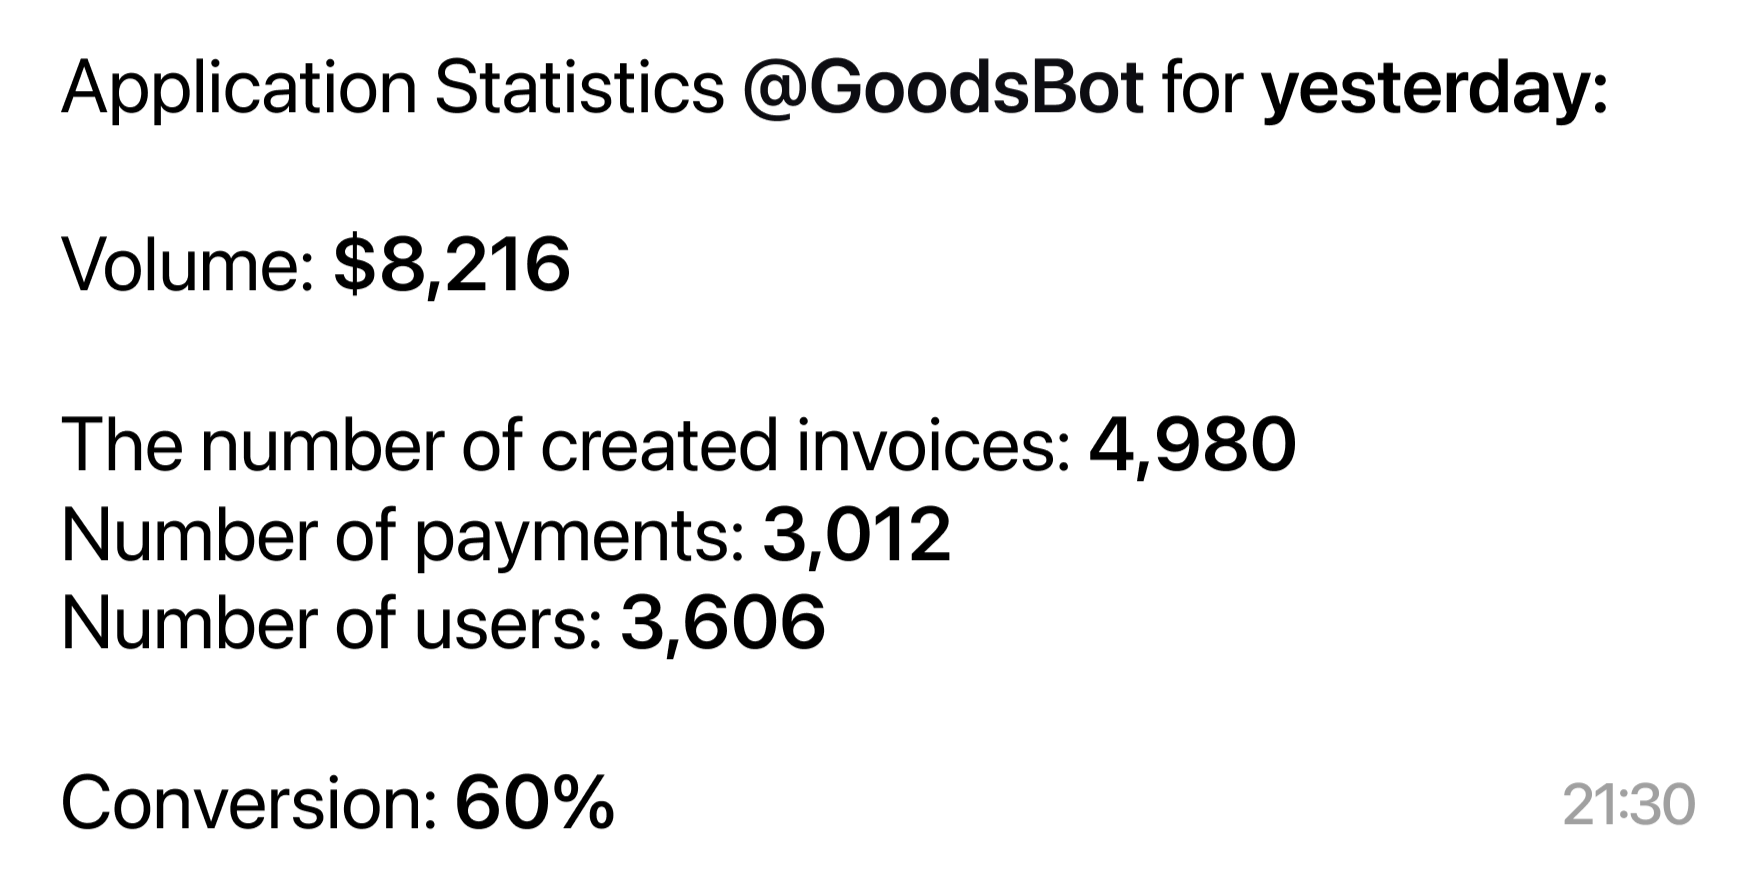 Application Statistics @GoodsBot for yesterday:
Volume: $8,216
The number of created invoices: 4,980
Number of payments: 3,012
Number of users: 3,606
Conversion: 60%
21:30